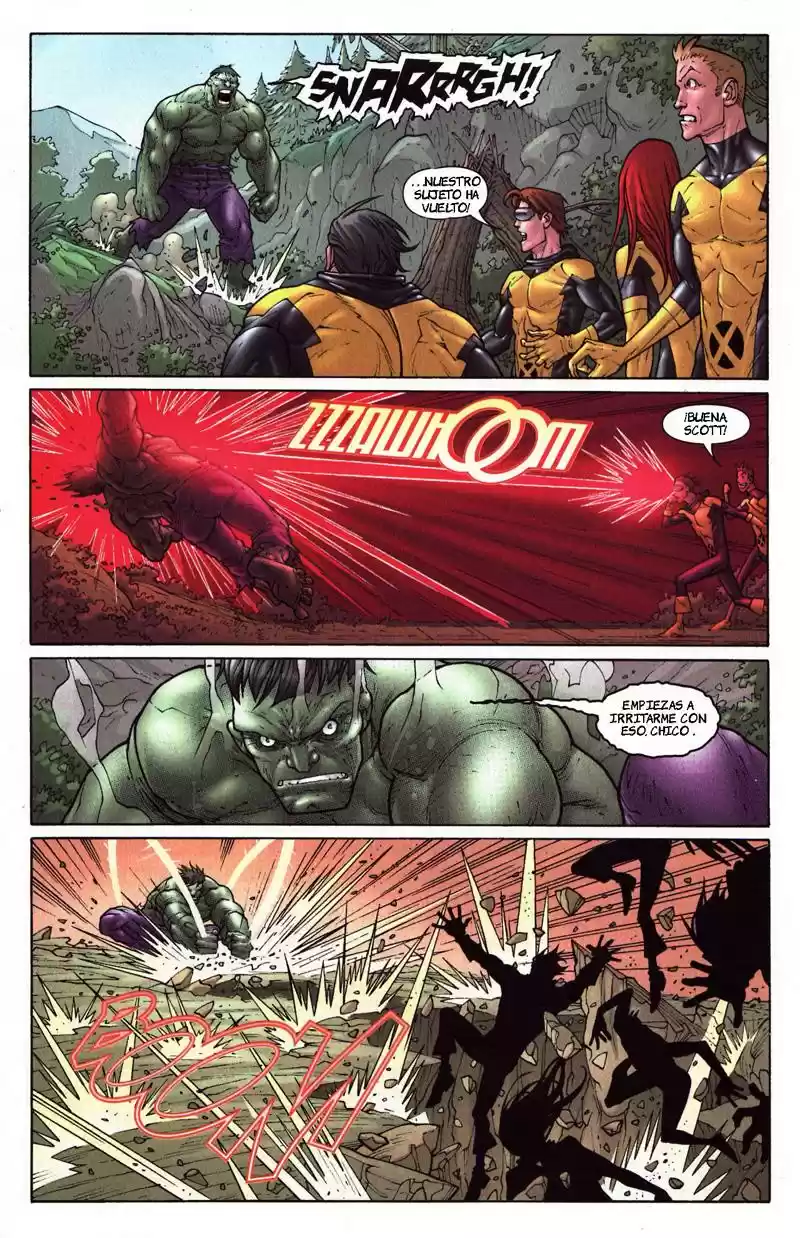 SNARRRGH!
...NUESTRO
SUJETO HA
VUELTO!
ZZZAWHOOM
¡BUENA
SCOTT!
EMPIEZAS A
IRRITARME CON
ESO, CHICO.
BOOM